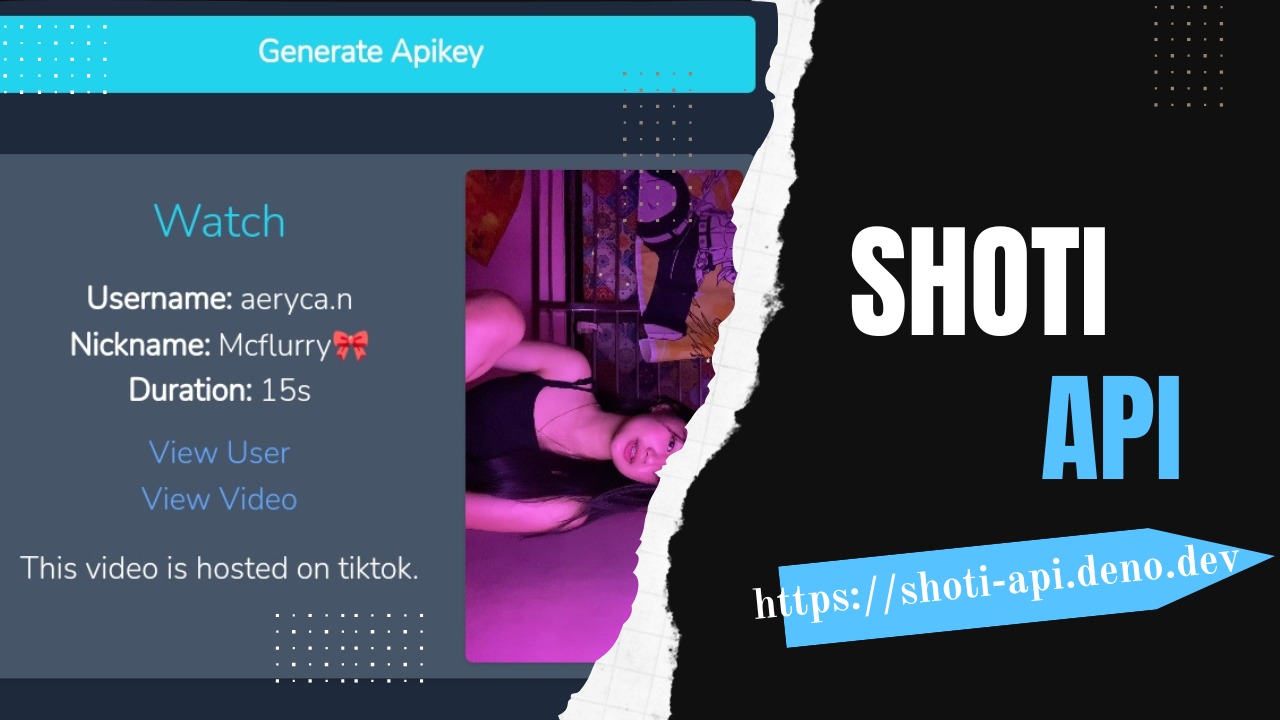 Generate Apikey
Watch
Username: aeryca.n
Nickname: Mcflurry🎀
Duration: 15s
View User
View Video
This video is hosted on tiktok.
SHOTI
API
https://shoti-api.deno.dev